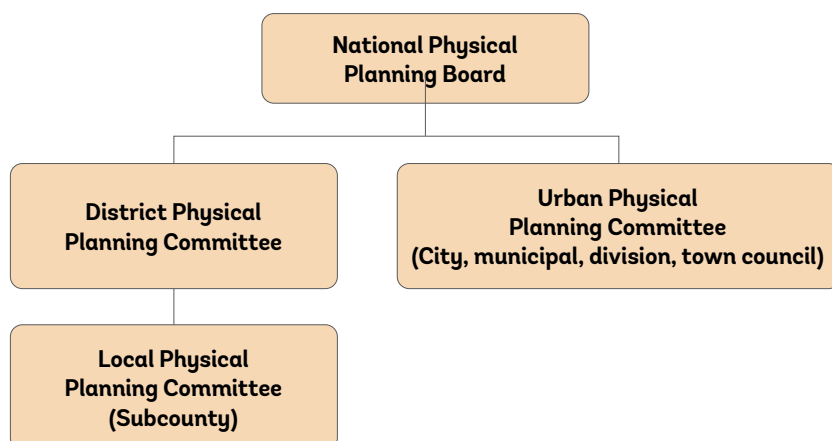 National Physical
Planning Board
District Physical
Planning Committee
Urban Physical
Planning Committee
(City, municipal, division, town council)
Local Physical
Planning Committee
(Subcounty)